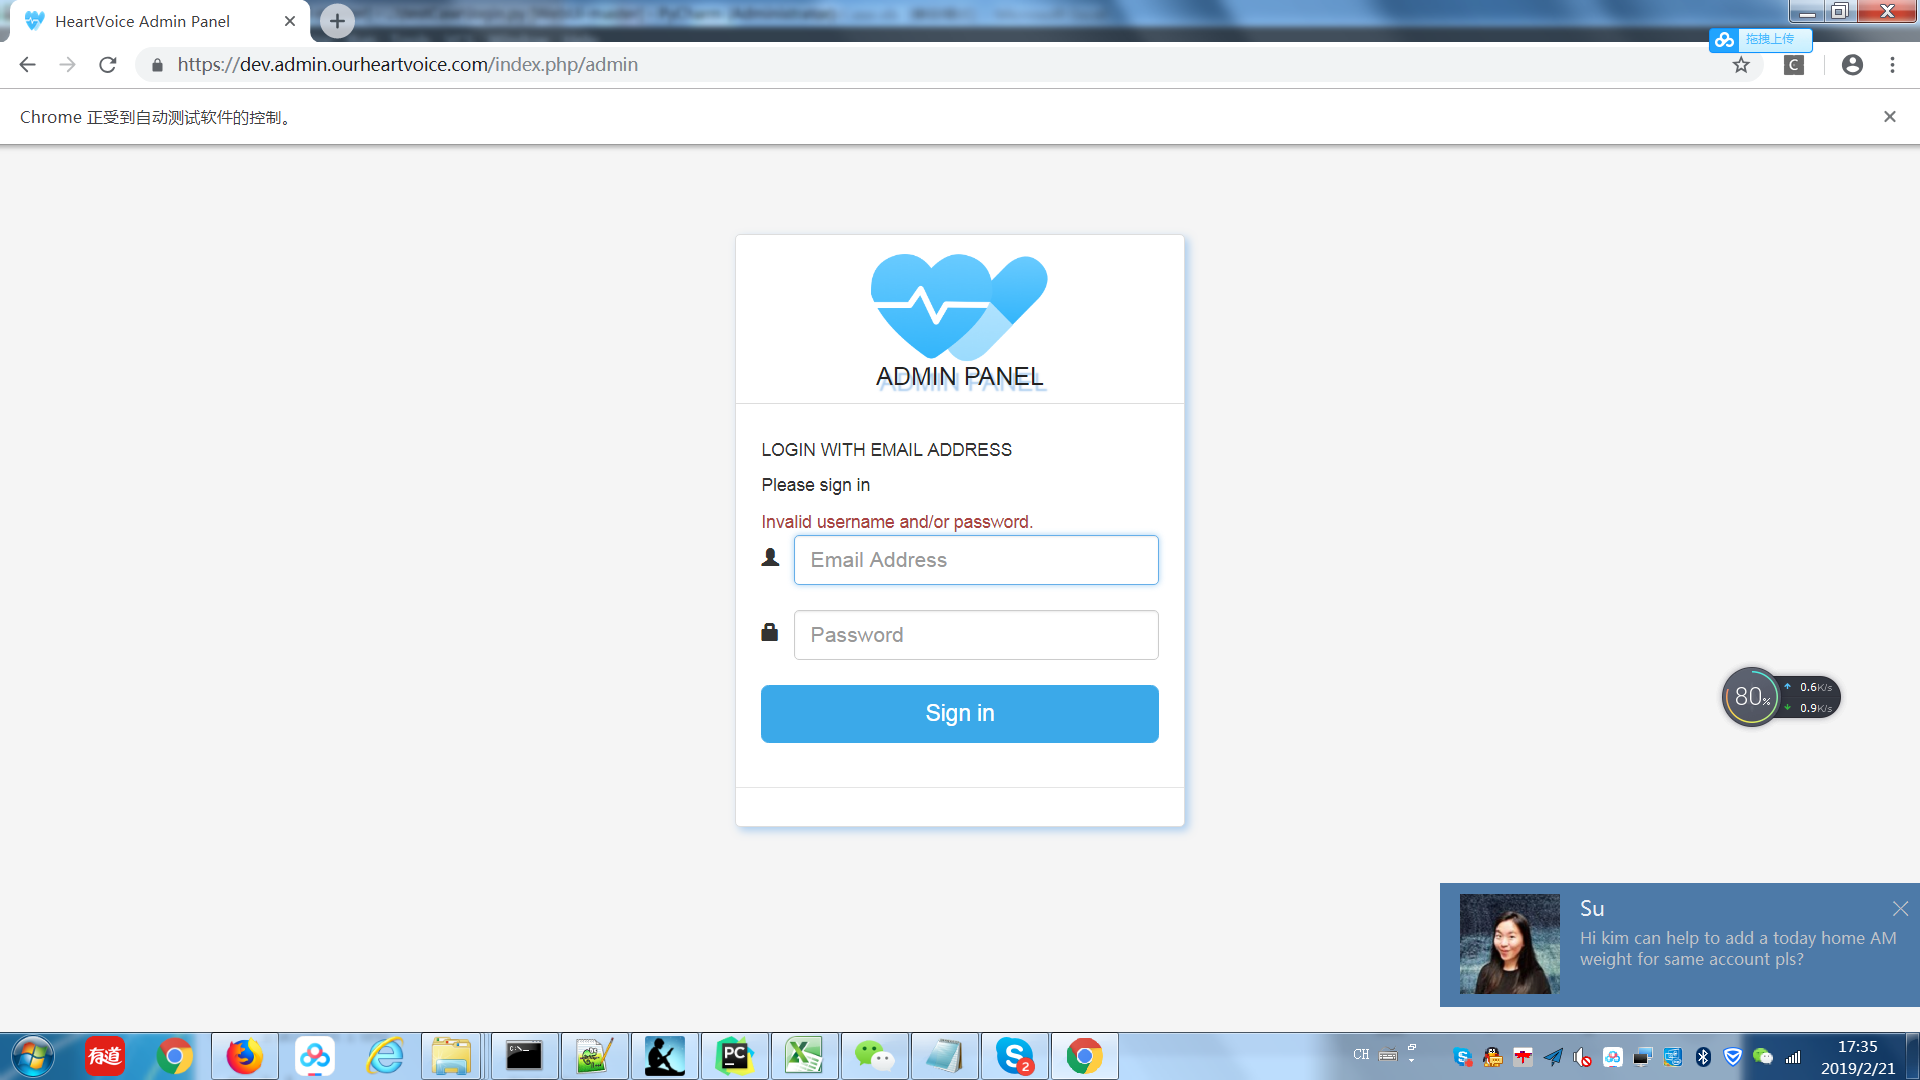 HeartVoice Admin Panel
拖拽上传
https://dev.admin.ourheartvoice.com/index.php/admin
C
Chrome 正受到自动测试软件的控制。
ADMIN PANEL
LOGIN WITH EMAIL ADDRESS
Please sign in
Invalid username and/or password.
Email Address
Password
Sign in
80%
0.6K/s
0.9K/s
Su
Hi kim can help to add a today home AM
weight for same account pls?
有道
PC
2
CH
17:35
2019/2/21